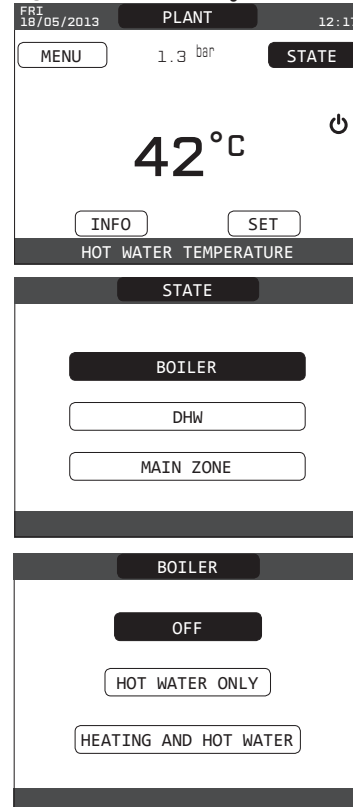 FRI
18/05/2013 PLANT 12:17
MENU 1.3 bar STATE
42°C
INFO SET
HOT WATER TEMPERATURE
STATE
BOILER
DHW
MAIN ZONE
BOILER
OFF
HOT WATER ONLY
HEATING AND HOT WATER